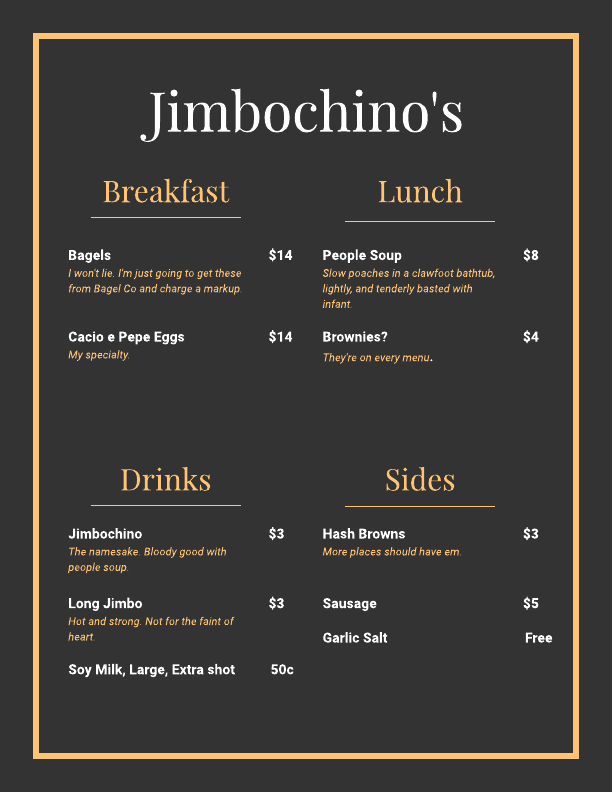 Jimbochino's
Breakfast
Bagels $14
I won't lie. I'm just going to get these
from Bagel Co and charge a markup.
Cacio e Pepe Eggs $14
My specialty.
Lunch
People Soup $8
Slow poaches in a clawfoot bathtub,
lightly, and tenderly basted with
infant.
Brownies? $4
They're on every menu.
Drinks
Jimbochino $3
The namesake. Bloody good with
people soup.
Long Jimbo $3
Hot and strong. Not for the faint of
heart.
Soy Milk, Large, Extra shot 50c
Sides
Hash Browns $3
More places should have em.
Sausage $5
Garlic Salt Free